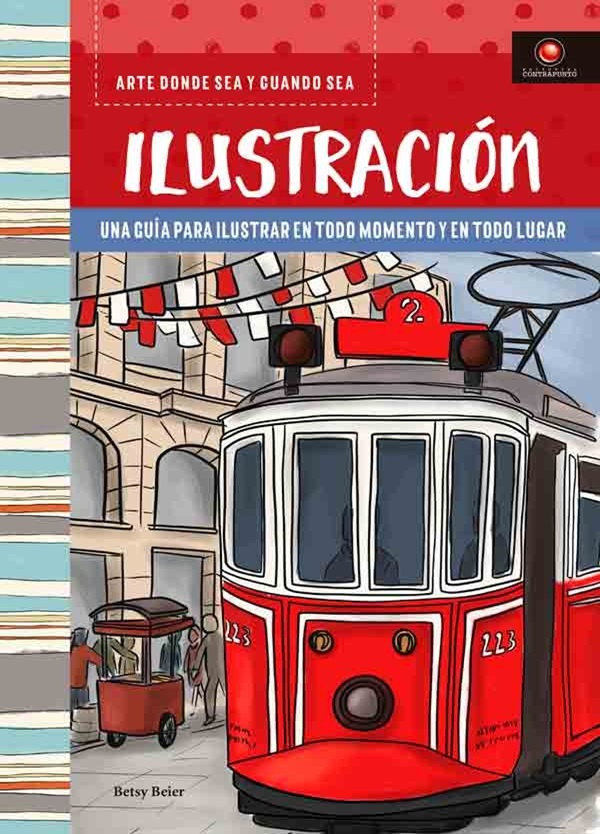 ARTE DONDE SEA Y CUANDO SEA
CONTRAPUNTO
ILUSTRACIÓN
UNA GUÍA PARA ILUSTRAR EN TODO MOMENTO Y EN TODO LUGAR
2
223
223
Betsy Beier